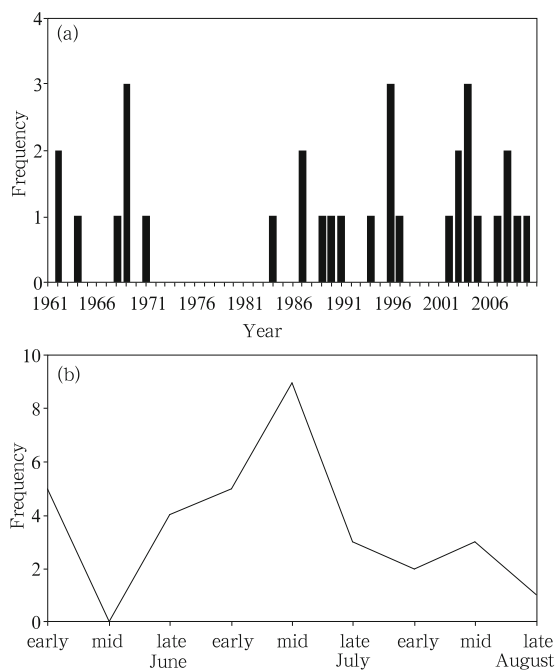 (a)
4
3
2
1
0
Frequency
1961 1966 1971 1976 1981 1986 1991 1996 2001 2006
Year
(b)
10
8
6
4
2
0
Frequency
early mid late early mid late early mid late
June July August